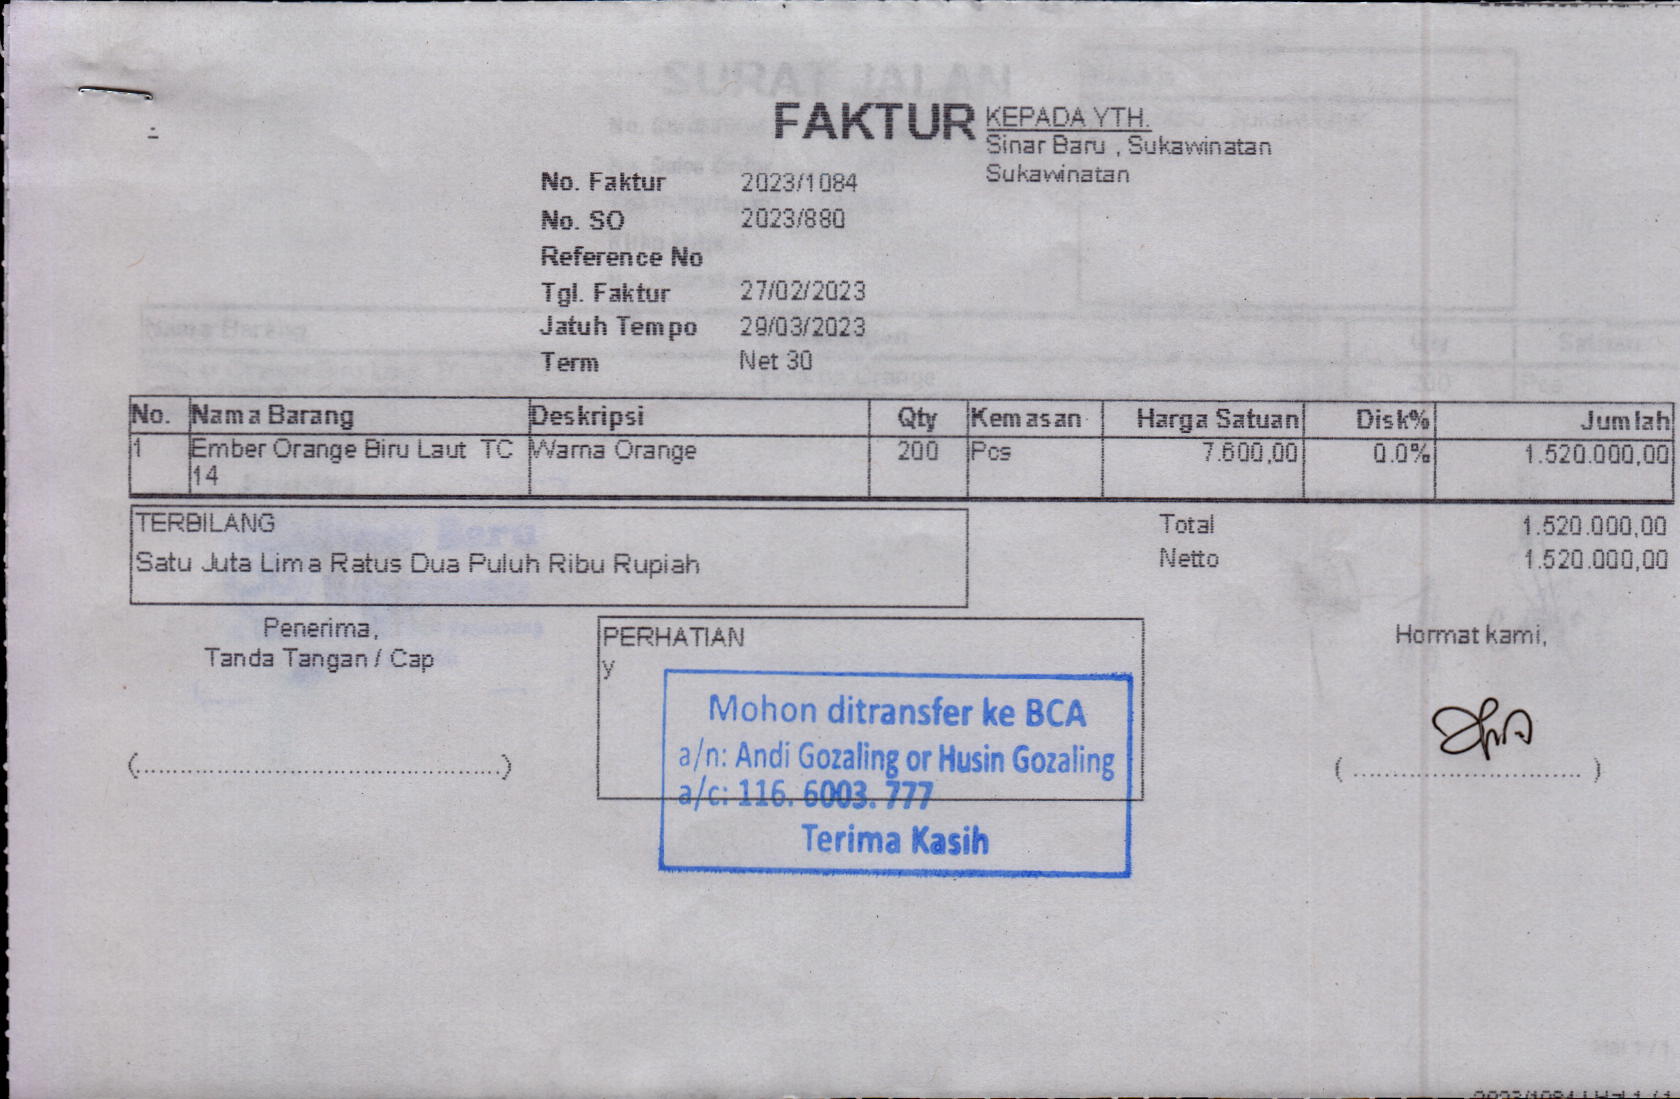 FAKTUR
KEPADA YTH.
Sinar Baru , Sukawinatan
Sukawinatan
No. Faktur 2023/1084
No. SO 2023/880
Reference No
Tgl. Faktur 27/02/2023
Jatuh Tempo 29/03/2023
Term Net 30
No. Nama Barang Deskripsi Qty Kemasan Harga Satuan Disk% Jumlah
1 Ember Orange Biru Laut TC Warna Orange 200 Pcs 7.600,00 0.0% 1.520.000,00
14
TERBILANG
Satu Juta Lima Ratus Dua Puluh Ribu Rupiah
Total 1.520.000,00
Netto 1.520.000,00
Penerima,
Tanda Tangan / Cap
(..................................................)
PERHATIAN
y
Mohon ditransfer ke BCA
a/n: Andi Gozaling or Husin Gozaling
a/c: 116. 6003. 777
Terima Kasih
Hormat kami,
( ............................... )